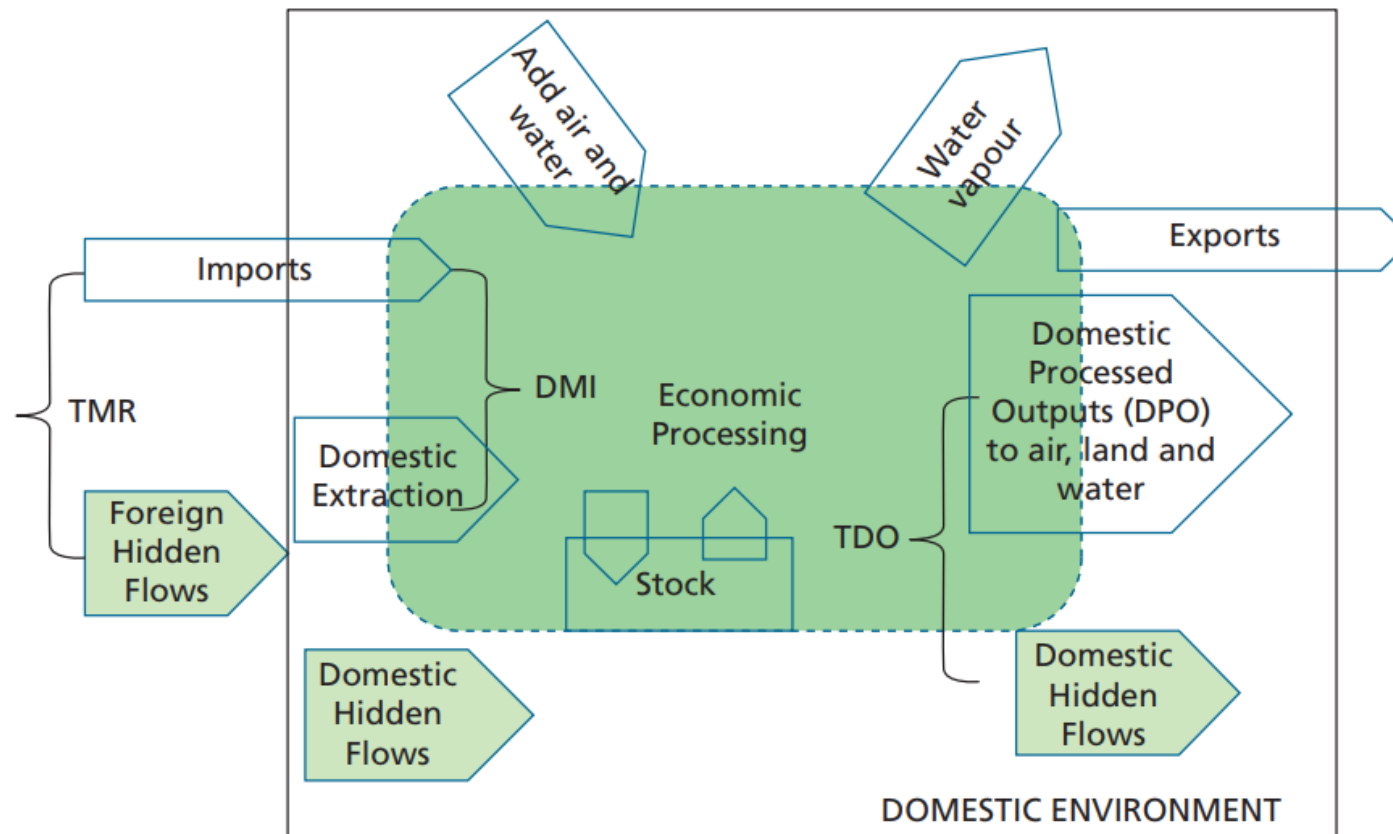 Add air and
water
Water
vapour
Imports
Exports
TMR
DMI
Domestic
Extraction
Economic
Processing
Domestic
Processed
Outputs (DPO)
to air, land and
water
Foreign
Hidden
Flows
TDO
Stock
Domestic
Hidden
Flows
Domestic
Hidden
Flows
DOMESTIC ENVIRONMENT